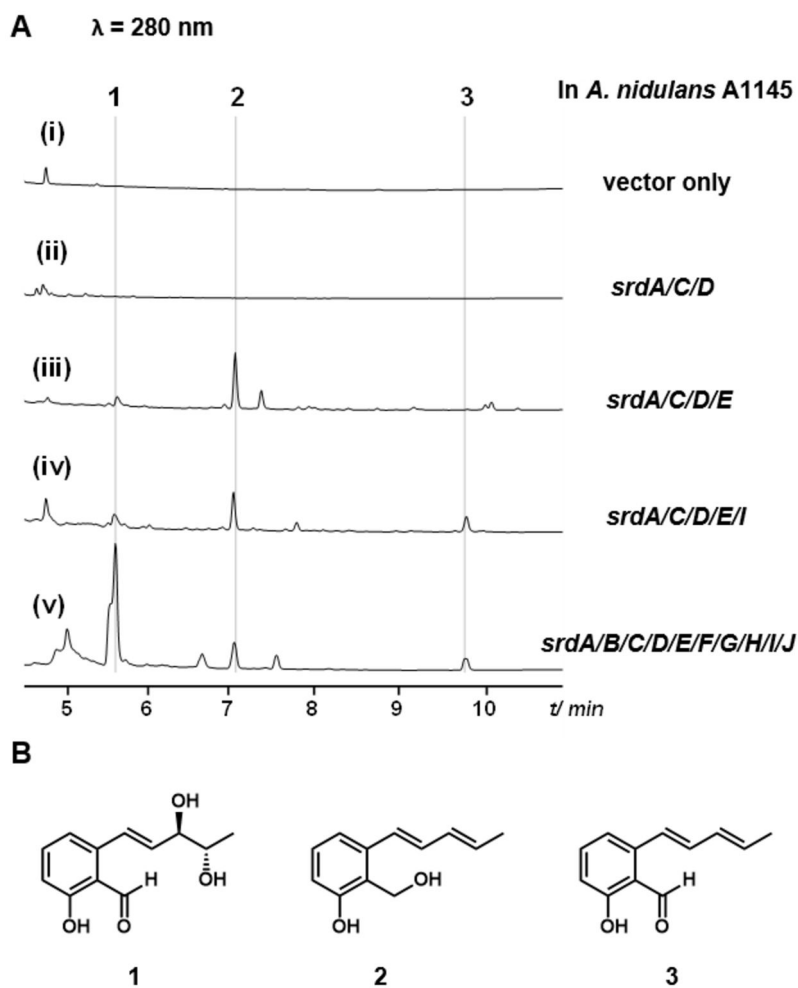 A λ = 280 nm
1 2 3 In A. nidulans A1145
(i)
vector only
(ii)
srdA/C/D
(iii)
srdA/C/D/E
(iv)
srdA/C/D/E/I
(v)
srdA/B/C/D/E/F/G/H/I/J
5 6 7 8 9 10 t/ min
B
OH
H
OH
OH O
OH
OH
H
OH O
1 2 3